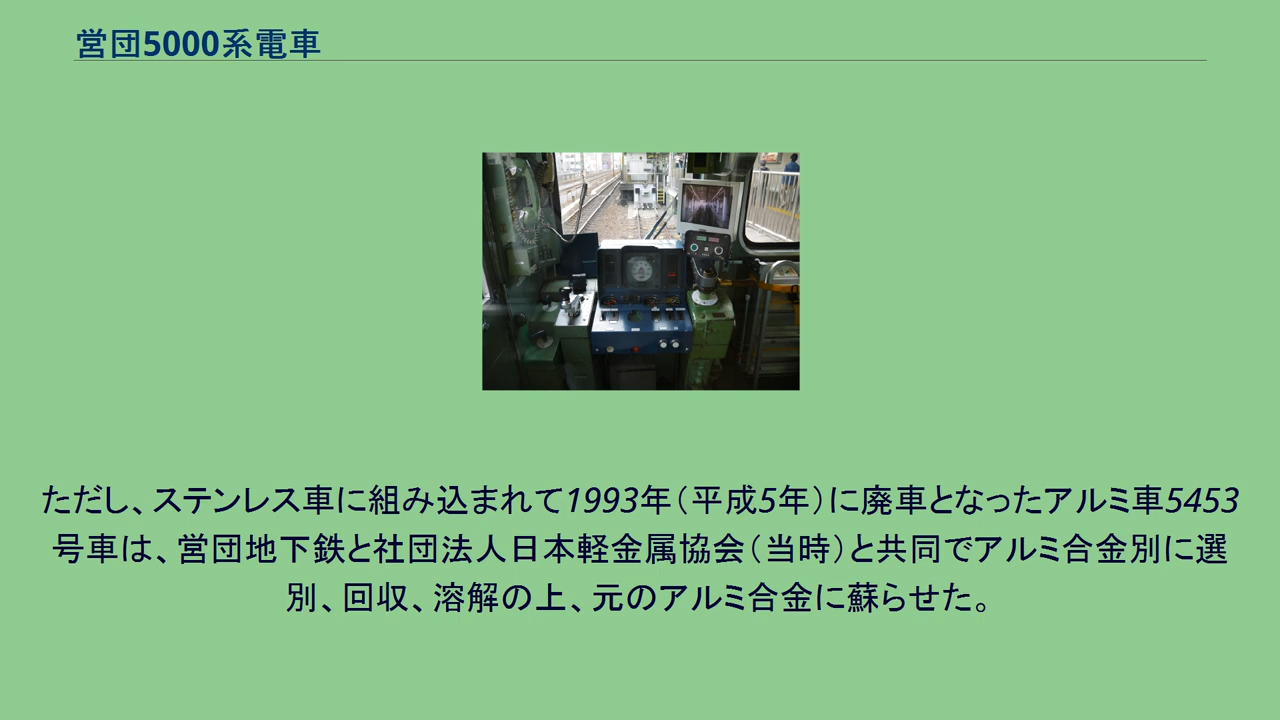 営団5000系電車
ただし、ステンレス車に組み込まれて1993年（平成5年）に廃車となったアルミ車5453
号車は、営団地下鉄と社団法人日本軽金属協会（当時）と共同でアルミ合金別に選
別、回収、溶解の上、元のアルミ合金に蘇らせた。